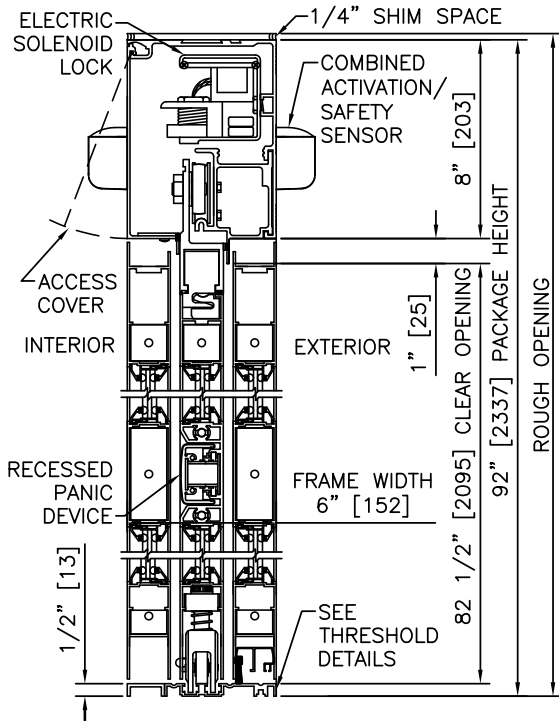 ELECTRIC
SOLENOID
LOCK
1/4” SHIM SPACE
COMBINED
ACTIVATION/
SAFETY
SENSOR
8” [203]
ACCESS
COVER
INTERIOR
EXTERIOR
1” [25]
82 1/2” [2095] CLEAR OPENING
92” [2337] PACKAGE HEIGHT
ROUGH OPENING
RECESSED
PANIC
DEVICE
FRAME WIDTH
6” [152]
1/2” [13]
SEE
THRESHOLD
DETAILS